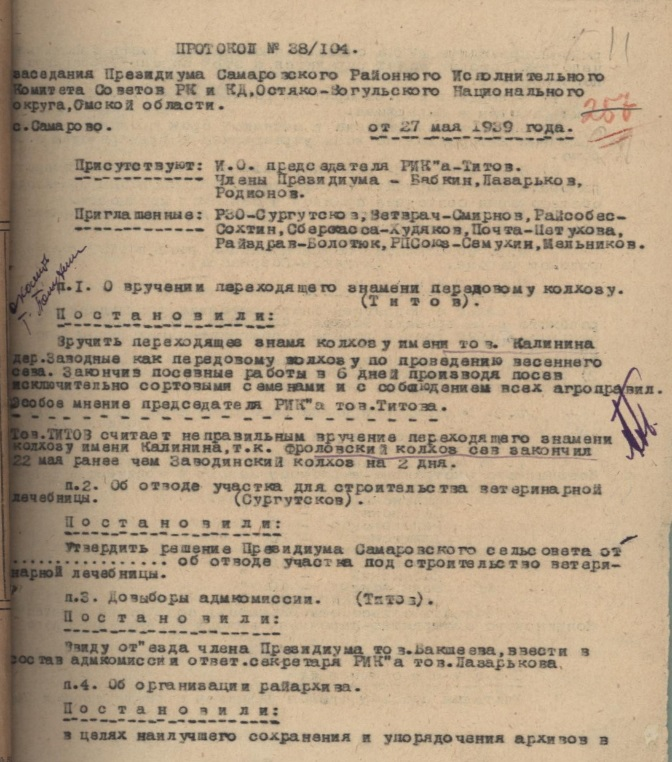 11
ПРОТОКОЛ № 38/104.
заседания Президиума Самаровского Районного Исполнительного
Комитета Советов РК и КД,Остяко-Вогульского Национального
округа,Омской области.
257
с.Самарово. от 27 мая 1939 года.
Присутствуют: И.О. председателя РИК"а-Титов.
Члены Президиума - Бабкин,Лазарьков,
Родионов.
Приглашенные: РЗО-Сургутсков,Ветврач-Смирнов,Райсобес-
Сохтин,Сберкасса-Худяков,Почта-Петухова,
Райздрав-Болотюк,РПСоюз-Семухин,Мельников.
п.1. О вручении переходящего знамени передовому колхозу.
(Титов).
Постановили:
Вручить переходящее знамя колхозу имени тов. Калинина
дер.Заводные как передовому колхозу по проведению весеннего
сева. Закончив посевные работы в 6 дней производя посев
исключительно сортовыми семенами и с соблюдением всех агроправил.
Особое мнение председателя РИК"а тов.Титова.
Тов.ТИТОВ считает неправильным вручение переходящего знамени
колхозу имени Калинина,т.к. Фроловский колхоз сев закончил
22 мая ранее чем Заводинский колхоз на 2 дня.
п.2. Об отводе участка для строительства ветеринарной
лечебницы. (Сургутсков).
Постановили:
Утвердить решение Президиума Самаровского сельсовета от
................ об отводе участка под строительство ветери-
нарной лечебницы.
п.3. Довыборы адмкомиссии. (Титов).
Постановили:
Ввиду от"езда члена Президиума тов.Бакшеева,ввести в
состав адмкомиссии ответ.секретаря РИК"а тов.Лазарькова
п.4. Об организации райархива.
Постановили:
в целях наилучшего сохранения и упорядочения архивов в